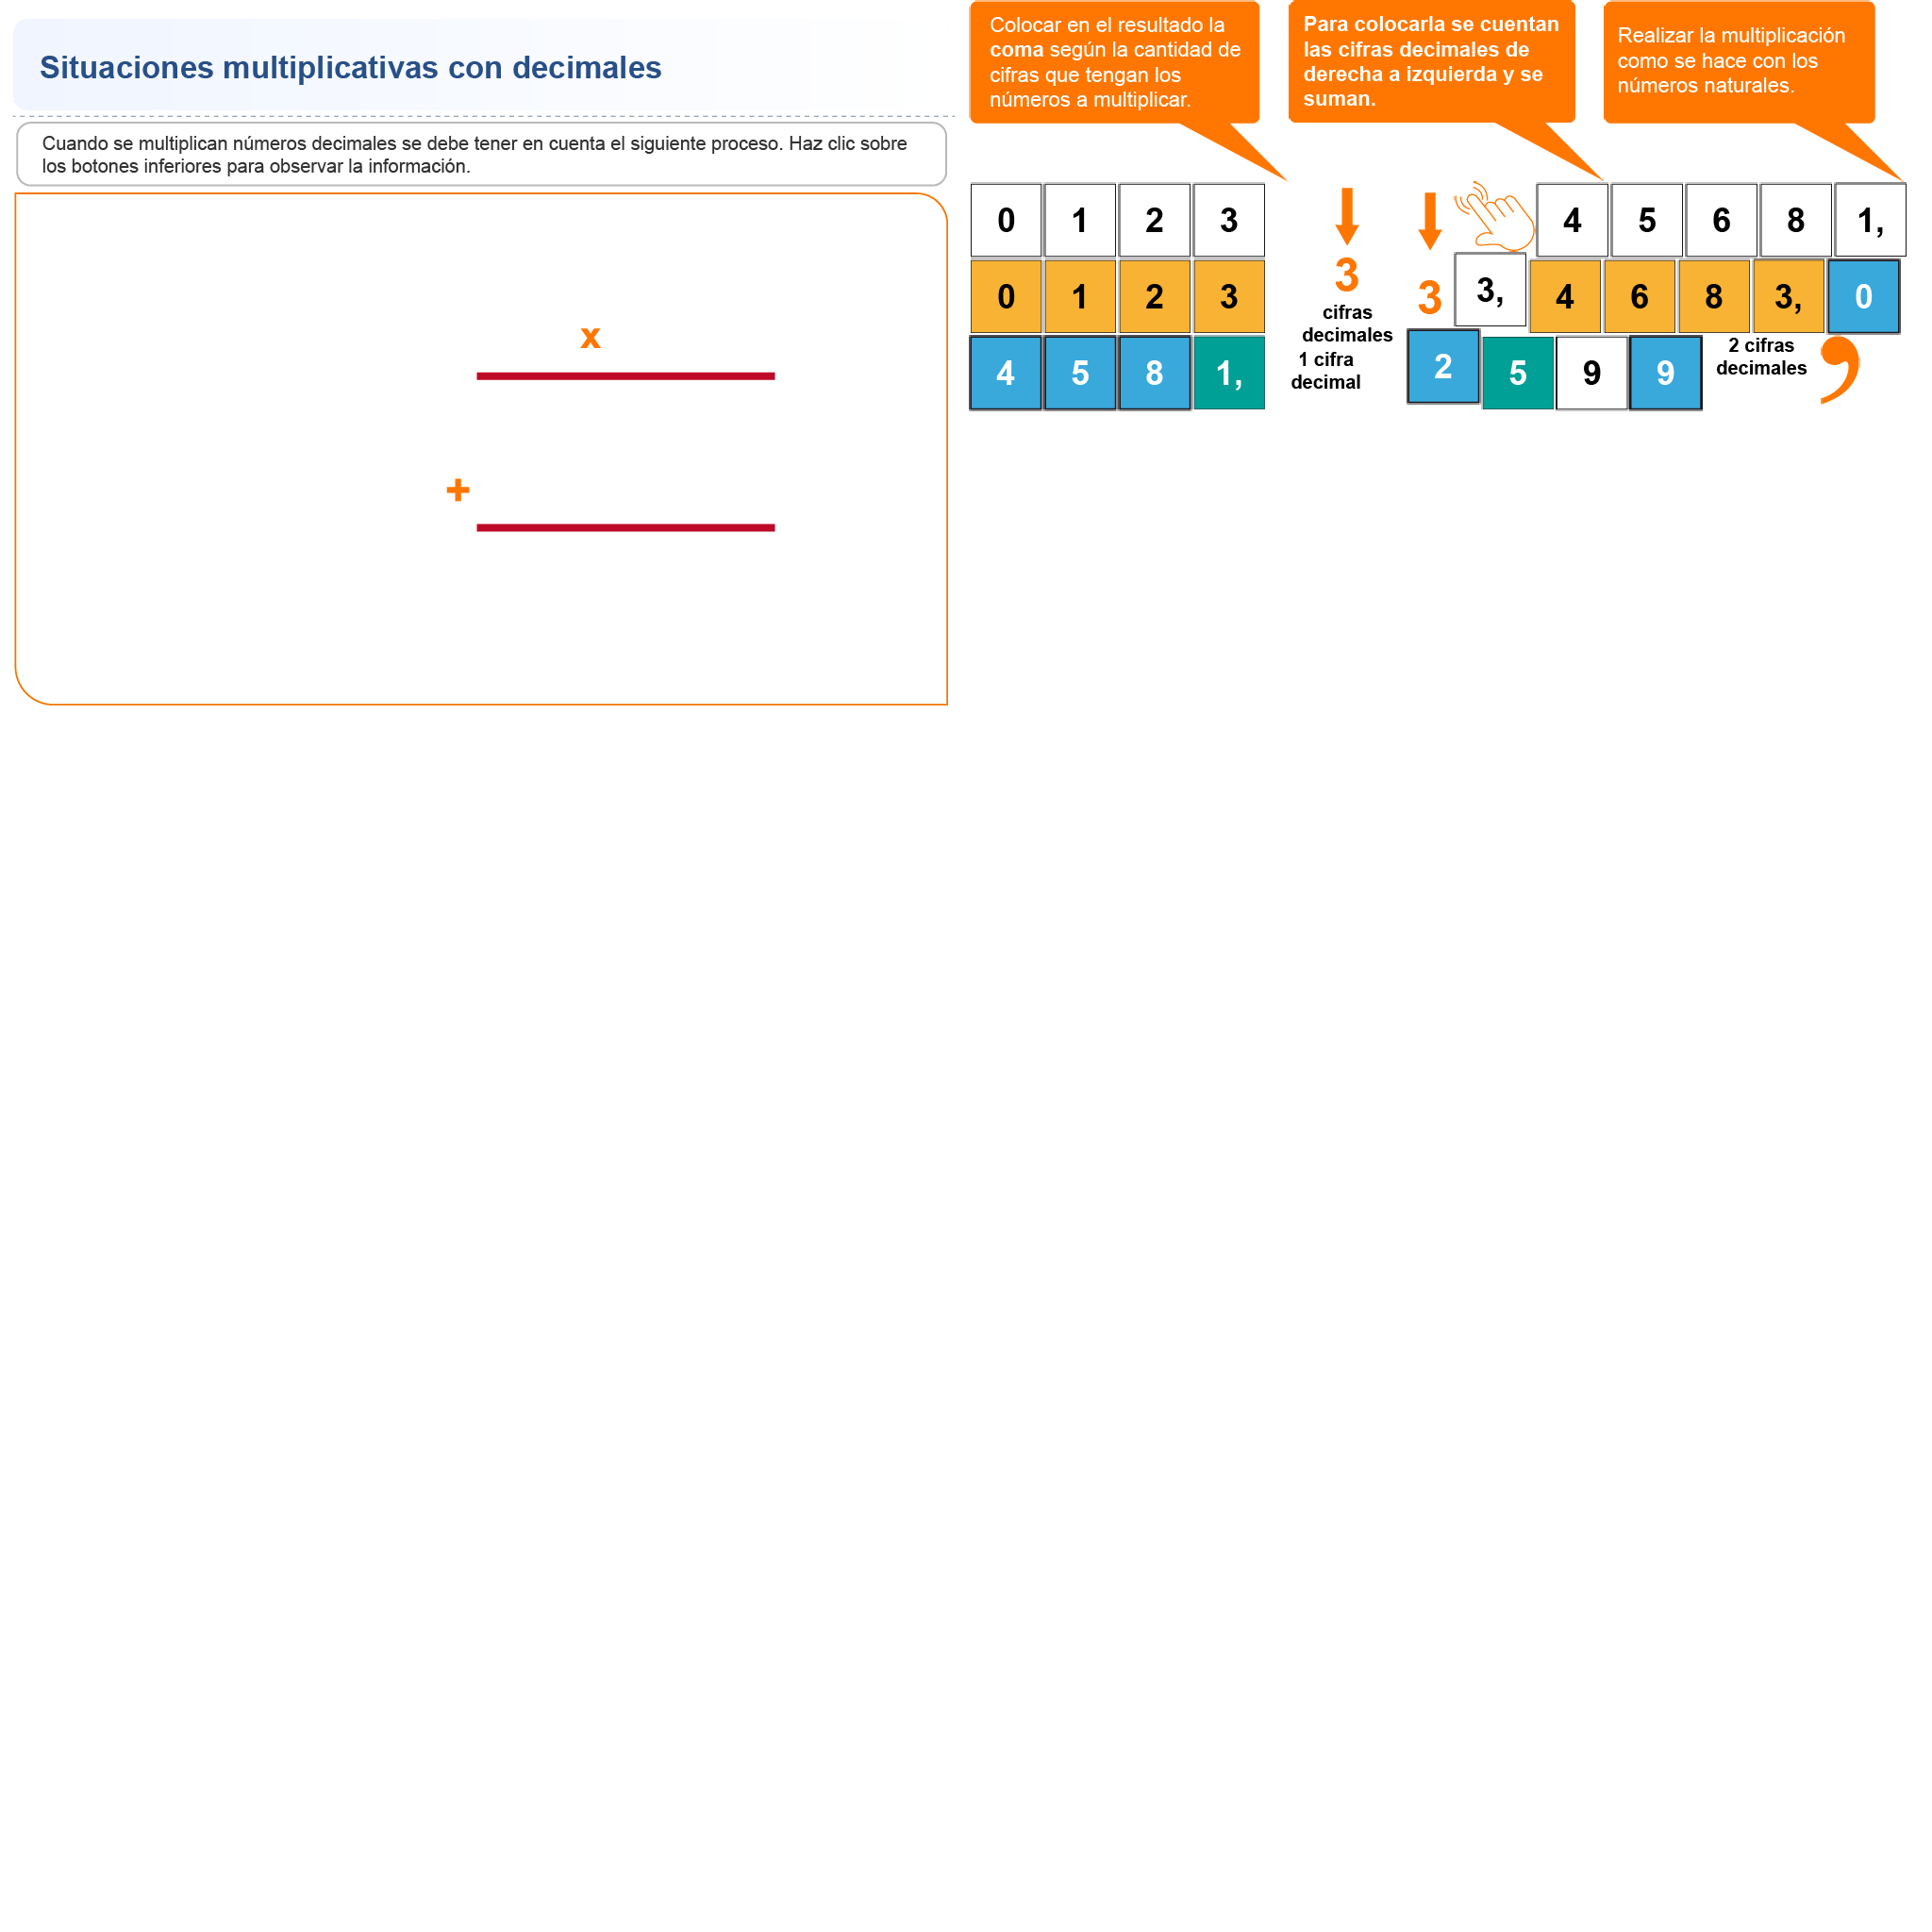 Situaciones multiplicativas con decimales
Cuando se multiplican números decimales se debe tener en cuenta el siguiente proceso. Haz clic sobre
los botones inferiores para observar la información.
x
+
Colocar en el resultado la
coma según la cantidad de
cifras que tengan los
números a multiplicar.
Para colocarla se cuentan
las cifras decimales de
derecha a izquierda y se
suman.
Realizar la multiplicación
como se hace con los
números naturales.
0 1 2 3
4 5 6 8 1,
0 1 2 3
3
cifras
decimales
3
3,
4 6 8 3, 0
4 5 8 1,
1 cifra
decimal
2 5 9 9
2 cifras
decimales
,